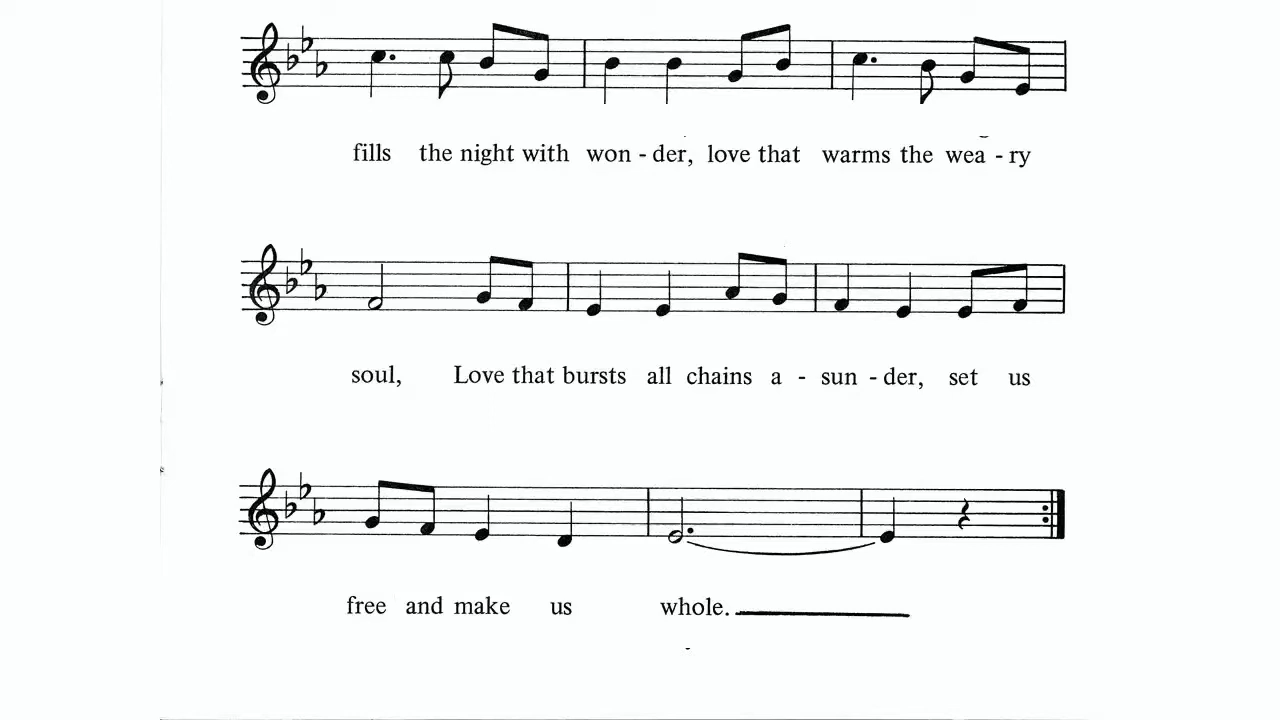 fills the night with won - der, love that warms the wea - ry
soul, Love that bursts all chains a - sun - der, set us
free and make us whole.